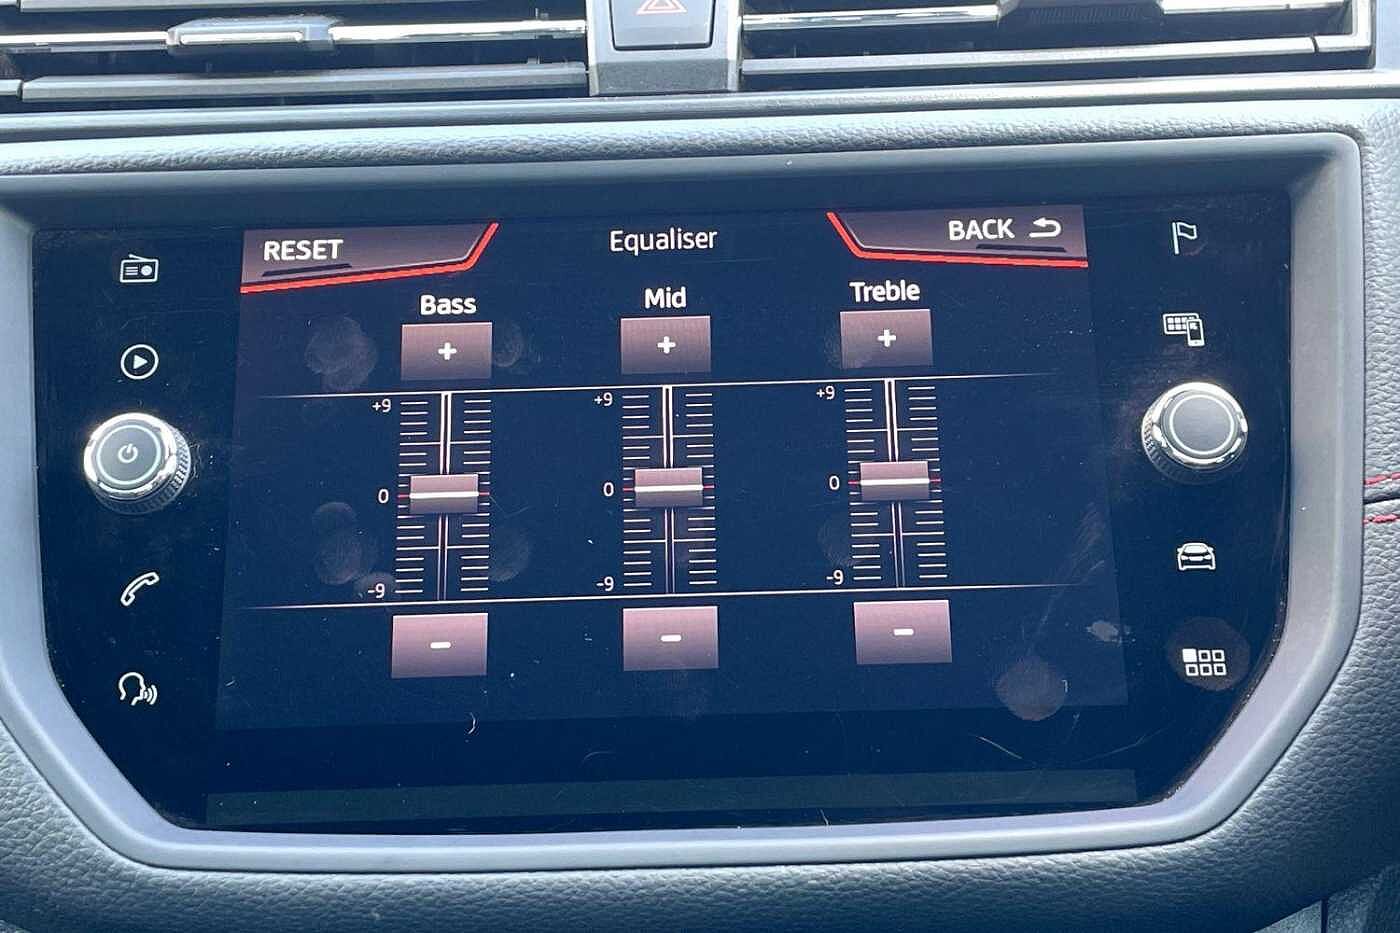 RESET
Equaliser
BACK
Bass
Mid
Treble
+
+
+
+9
+9
+9
0
0
0
-9
-9
-9
-
-
-